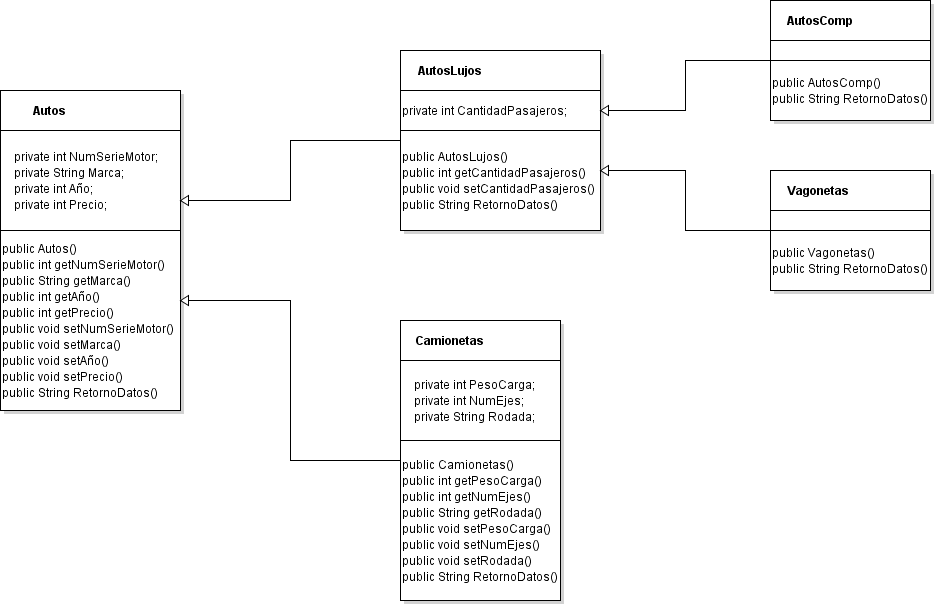 Autos
private int NumSerieMotor;
private String Marca;
private int Año;
private int Precio;
public Autos()
public int getNumSerieMotor()
public String getMarca()
public int getAño()
public int getPrecio()
public void setNumSerieMotor()
public void setMarca()
public void setAño()
public void setPrecio()
public String RetornoDatos()
AutosLujos
private int CantidadPasajeros;
public AutosLujos()
public int getCantidadPasajeros()
public void setCantidadPasajeros()
public String RetornoDatos()
Camionetas
private int PesoCarga;
private int NumEjes;
private String Rodada;
public Camionetas()
public int getPesoCarga()
public int getNumEjes()
public String getRodada()
public void setPesoCarga()
public void setNumEjes()
public void setRodada()
public String RetornoDatos()
AutosComp
public AutosComp()
public String RetornoDatos()
Vagonetas
public Vagonetas()
public String RetornoDatos()